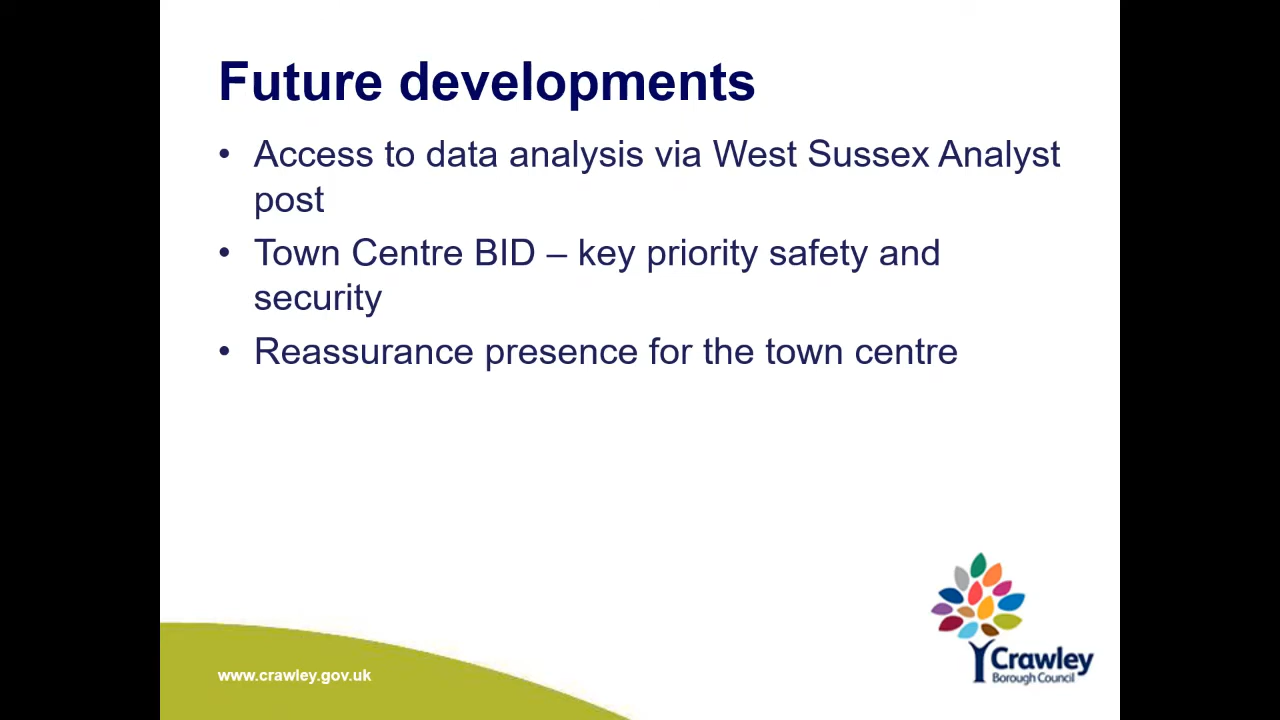 Future developments
• Access to data analysis via West Sussex Analyst
post
• Town Centre BID – key priority safety and
security
• Reassurance presence for the town centre
www.crawley.gov.uk
Crawley
Borough Council